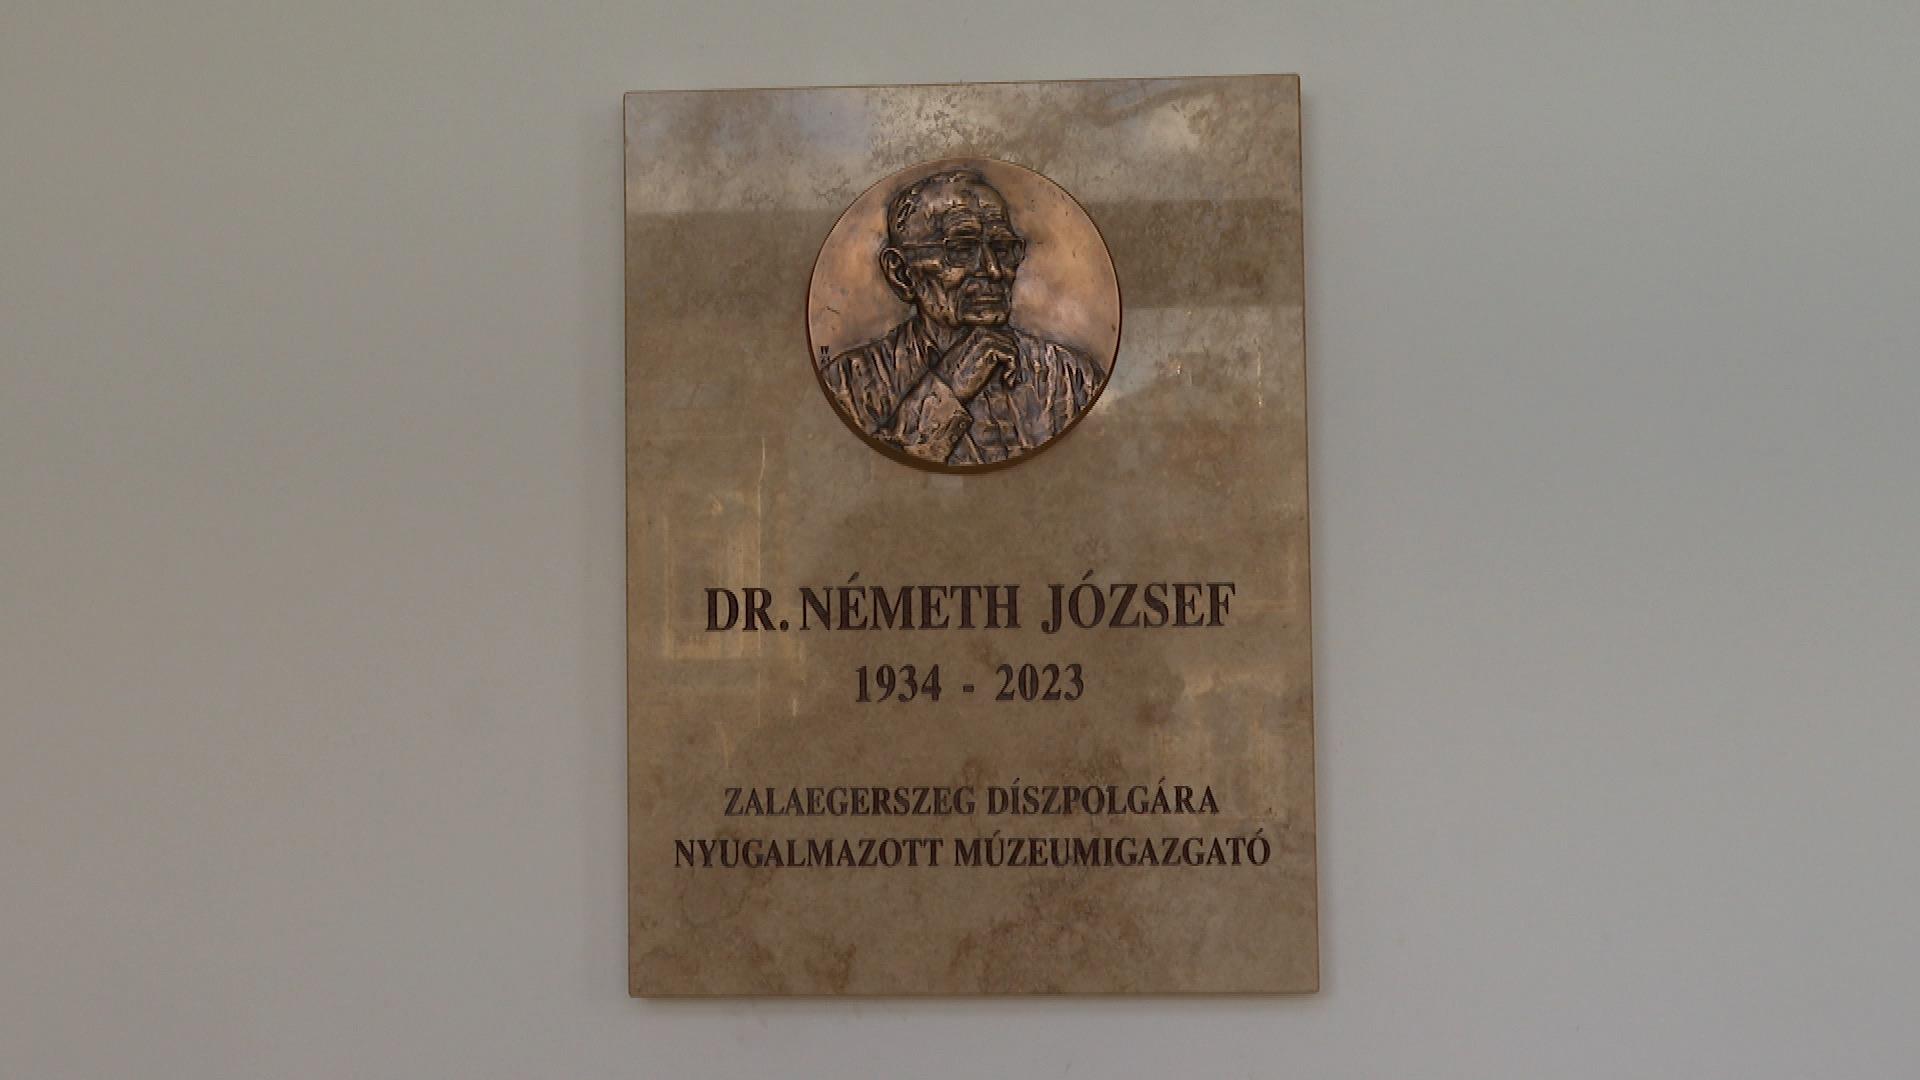 DR. NÉMETH JÓZSEF
1934 - 2023
ZALAEGERSZEG DÍSZPOLGÁRA
NYUGALMAZOTT MÚZEUMIGAZGATÓ